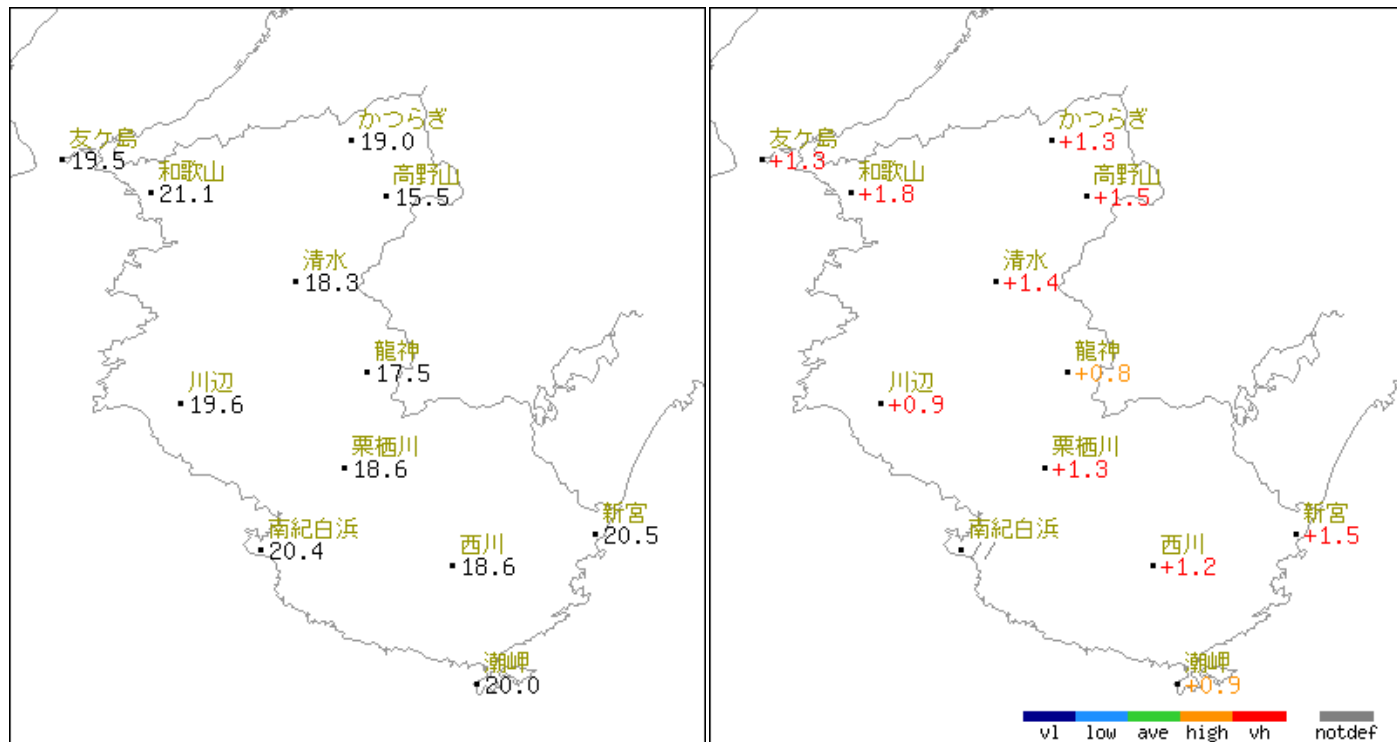 かつらぎ
19.0
友ケ島
19.5
和歌山
21.1
高野山
15.5
清水
18.3
龍神
17.5
川辺
19.6
栗栖川
18.6
南紀白浜
20.4
西川
18.6
新宮
20.5
潮岬
20.0
かつらぎ
+1.3
友ケ島
+1.3
和歌山
+1.8
高野山
+1.5
清水
+1.4
龍神
+0.8
川辺
+0.9
栗栖川
+1.3
南紀白浜
//
西川
+1.2
新宮
+1.5
潮岬
+0.9
vl low ave high vh notdef